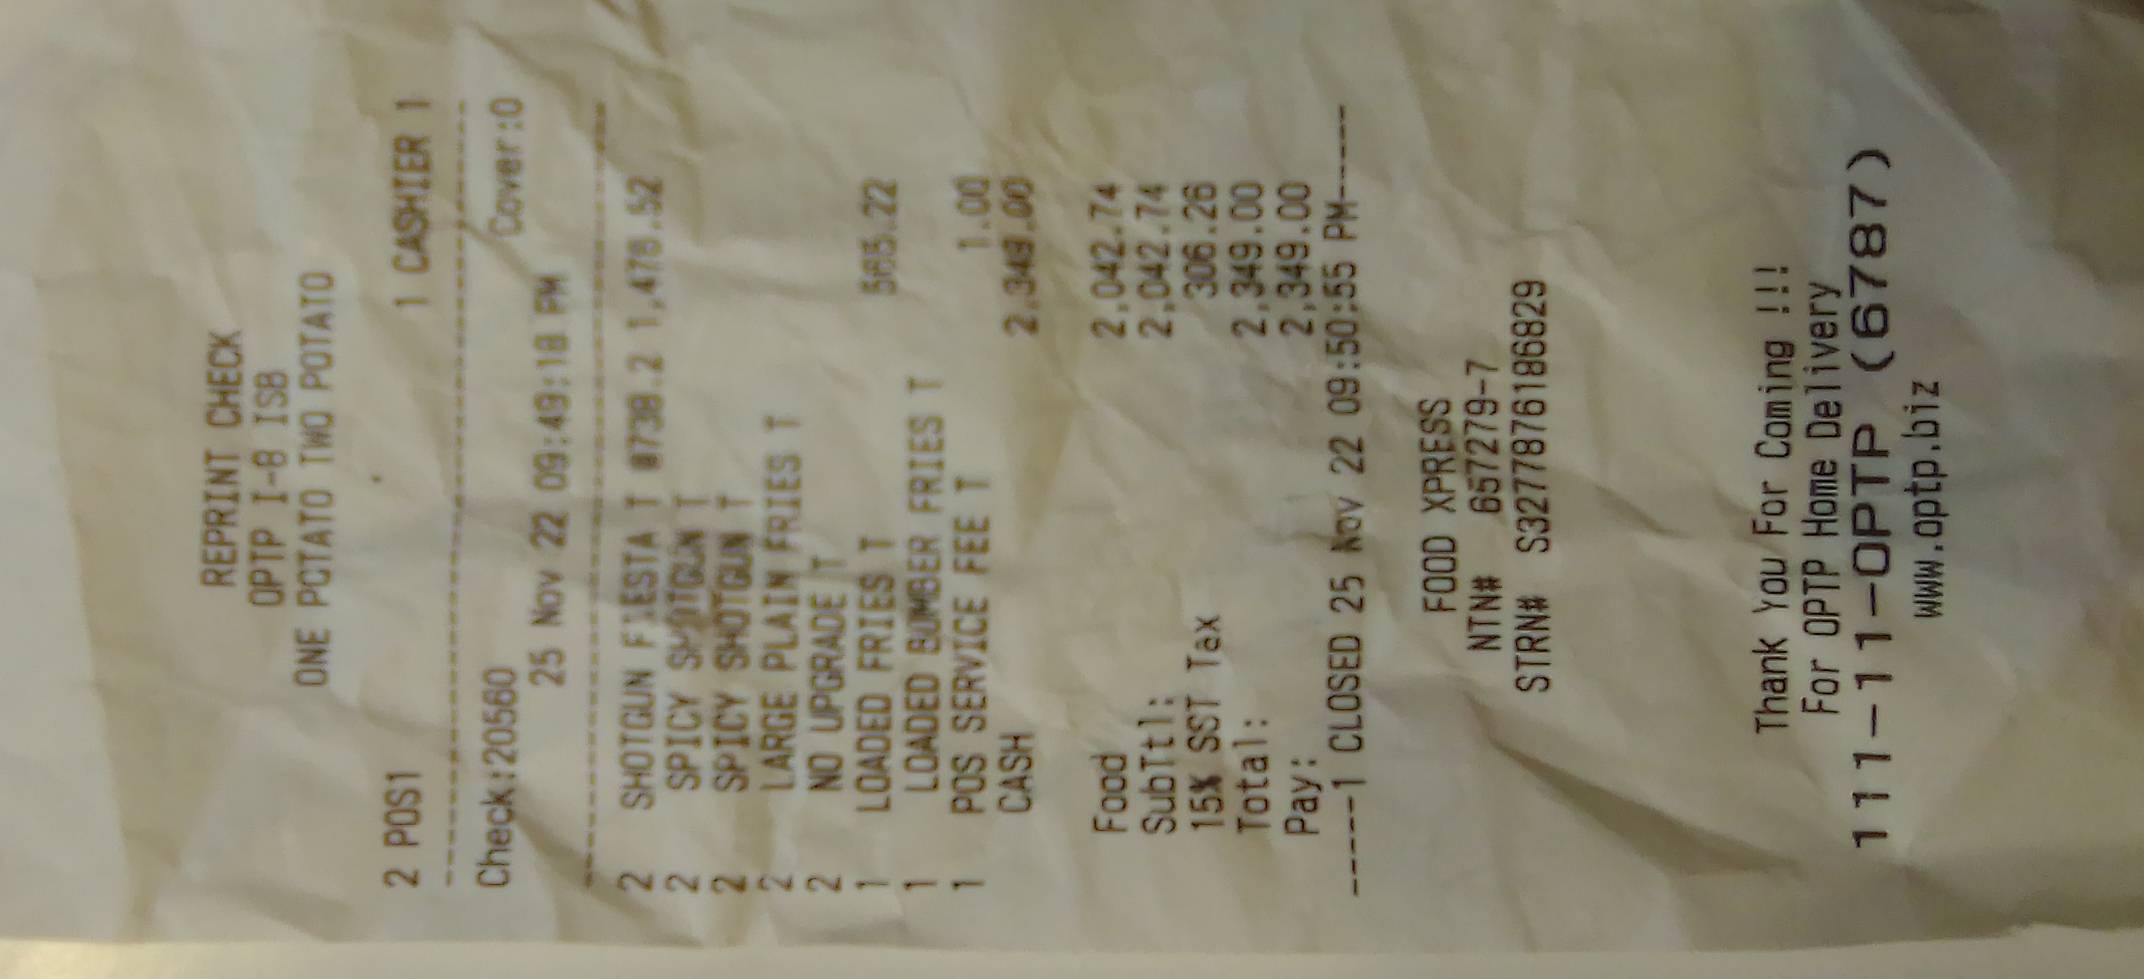 REPRINT CHECK
OPTP I-8 ISB
ONE POTATO TWO POTATO
2 POS1 1 CASHIER 1
Check:20560 Cover:0
25 Nov 22 09:49:18 PM
2 SHOTGUN FIESTA T @738.2 1,476.52
2 SPICY SHOTGUN T
2 SPICY SHOTGUN T
2 LARGE PLAIN FRIES T
2 NO UPGRADE T
1 LOADED FRIES T 565.22
1 LOADED BOMBER FRIES T
1 POS SERVICE FEE T 1.00
CASH 2,349.00
Food 2,042.74
SubTtl: 2,042.74
15% SST Tax 306.26
Total: 2,349.00
Pay: 2,349.00
-----1 CLOSED 25 Nov 22 09:50:55 PM-----
FOOD XPRESS
NTN# 657279-7
STRN# S3277876186829
Thank You For Coming !!!
For OPTP Home Delivery
111-11-OPTP (6787)
www.optp.biz